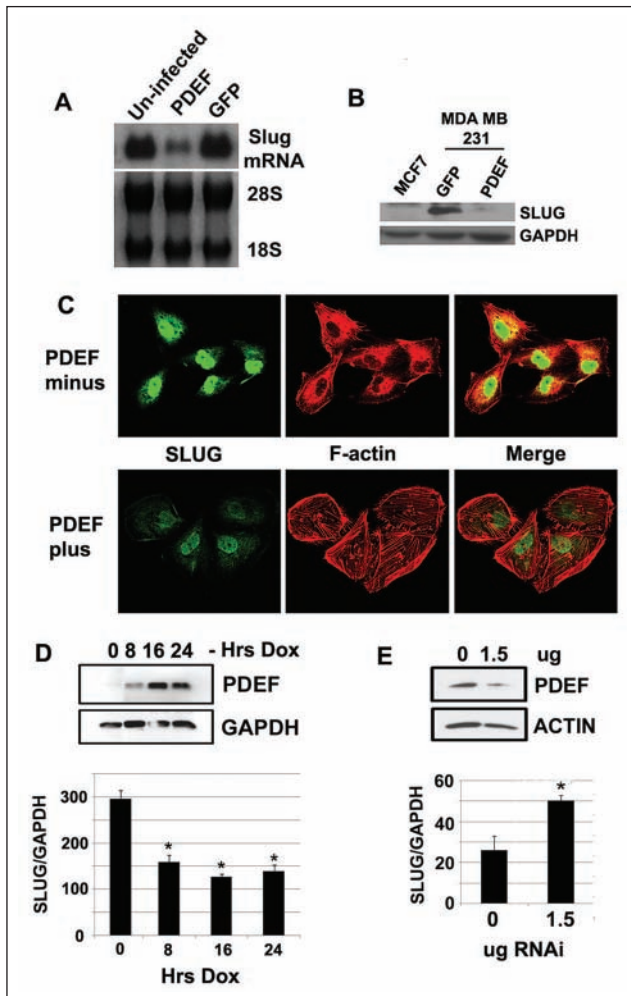 A
Un-infected
PDEF
GFP
Slug
mRNA
28S
18S
B
MDA MB
231
MCF7
GFP
PDEF
SLUG
GAPDH
C
PDEF
minus
SLUG
F-actin
Merge
PDEF
plus
D
0 8 16 24 - Hrs Dox
PDEF
GAPDH
SLUG/GAPDH
300
150
100
0
*
*
*
0
8
16
24
Hrs Dox
E
0 1.5 ug
PDEF
ACTIN
SLUG/GAPDH
60
40
20
0
*
0
1.5
ug RNAi